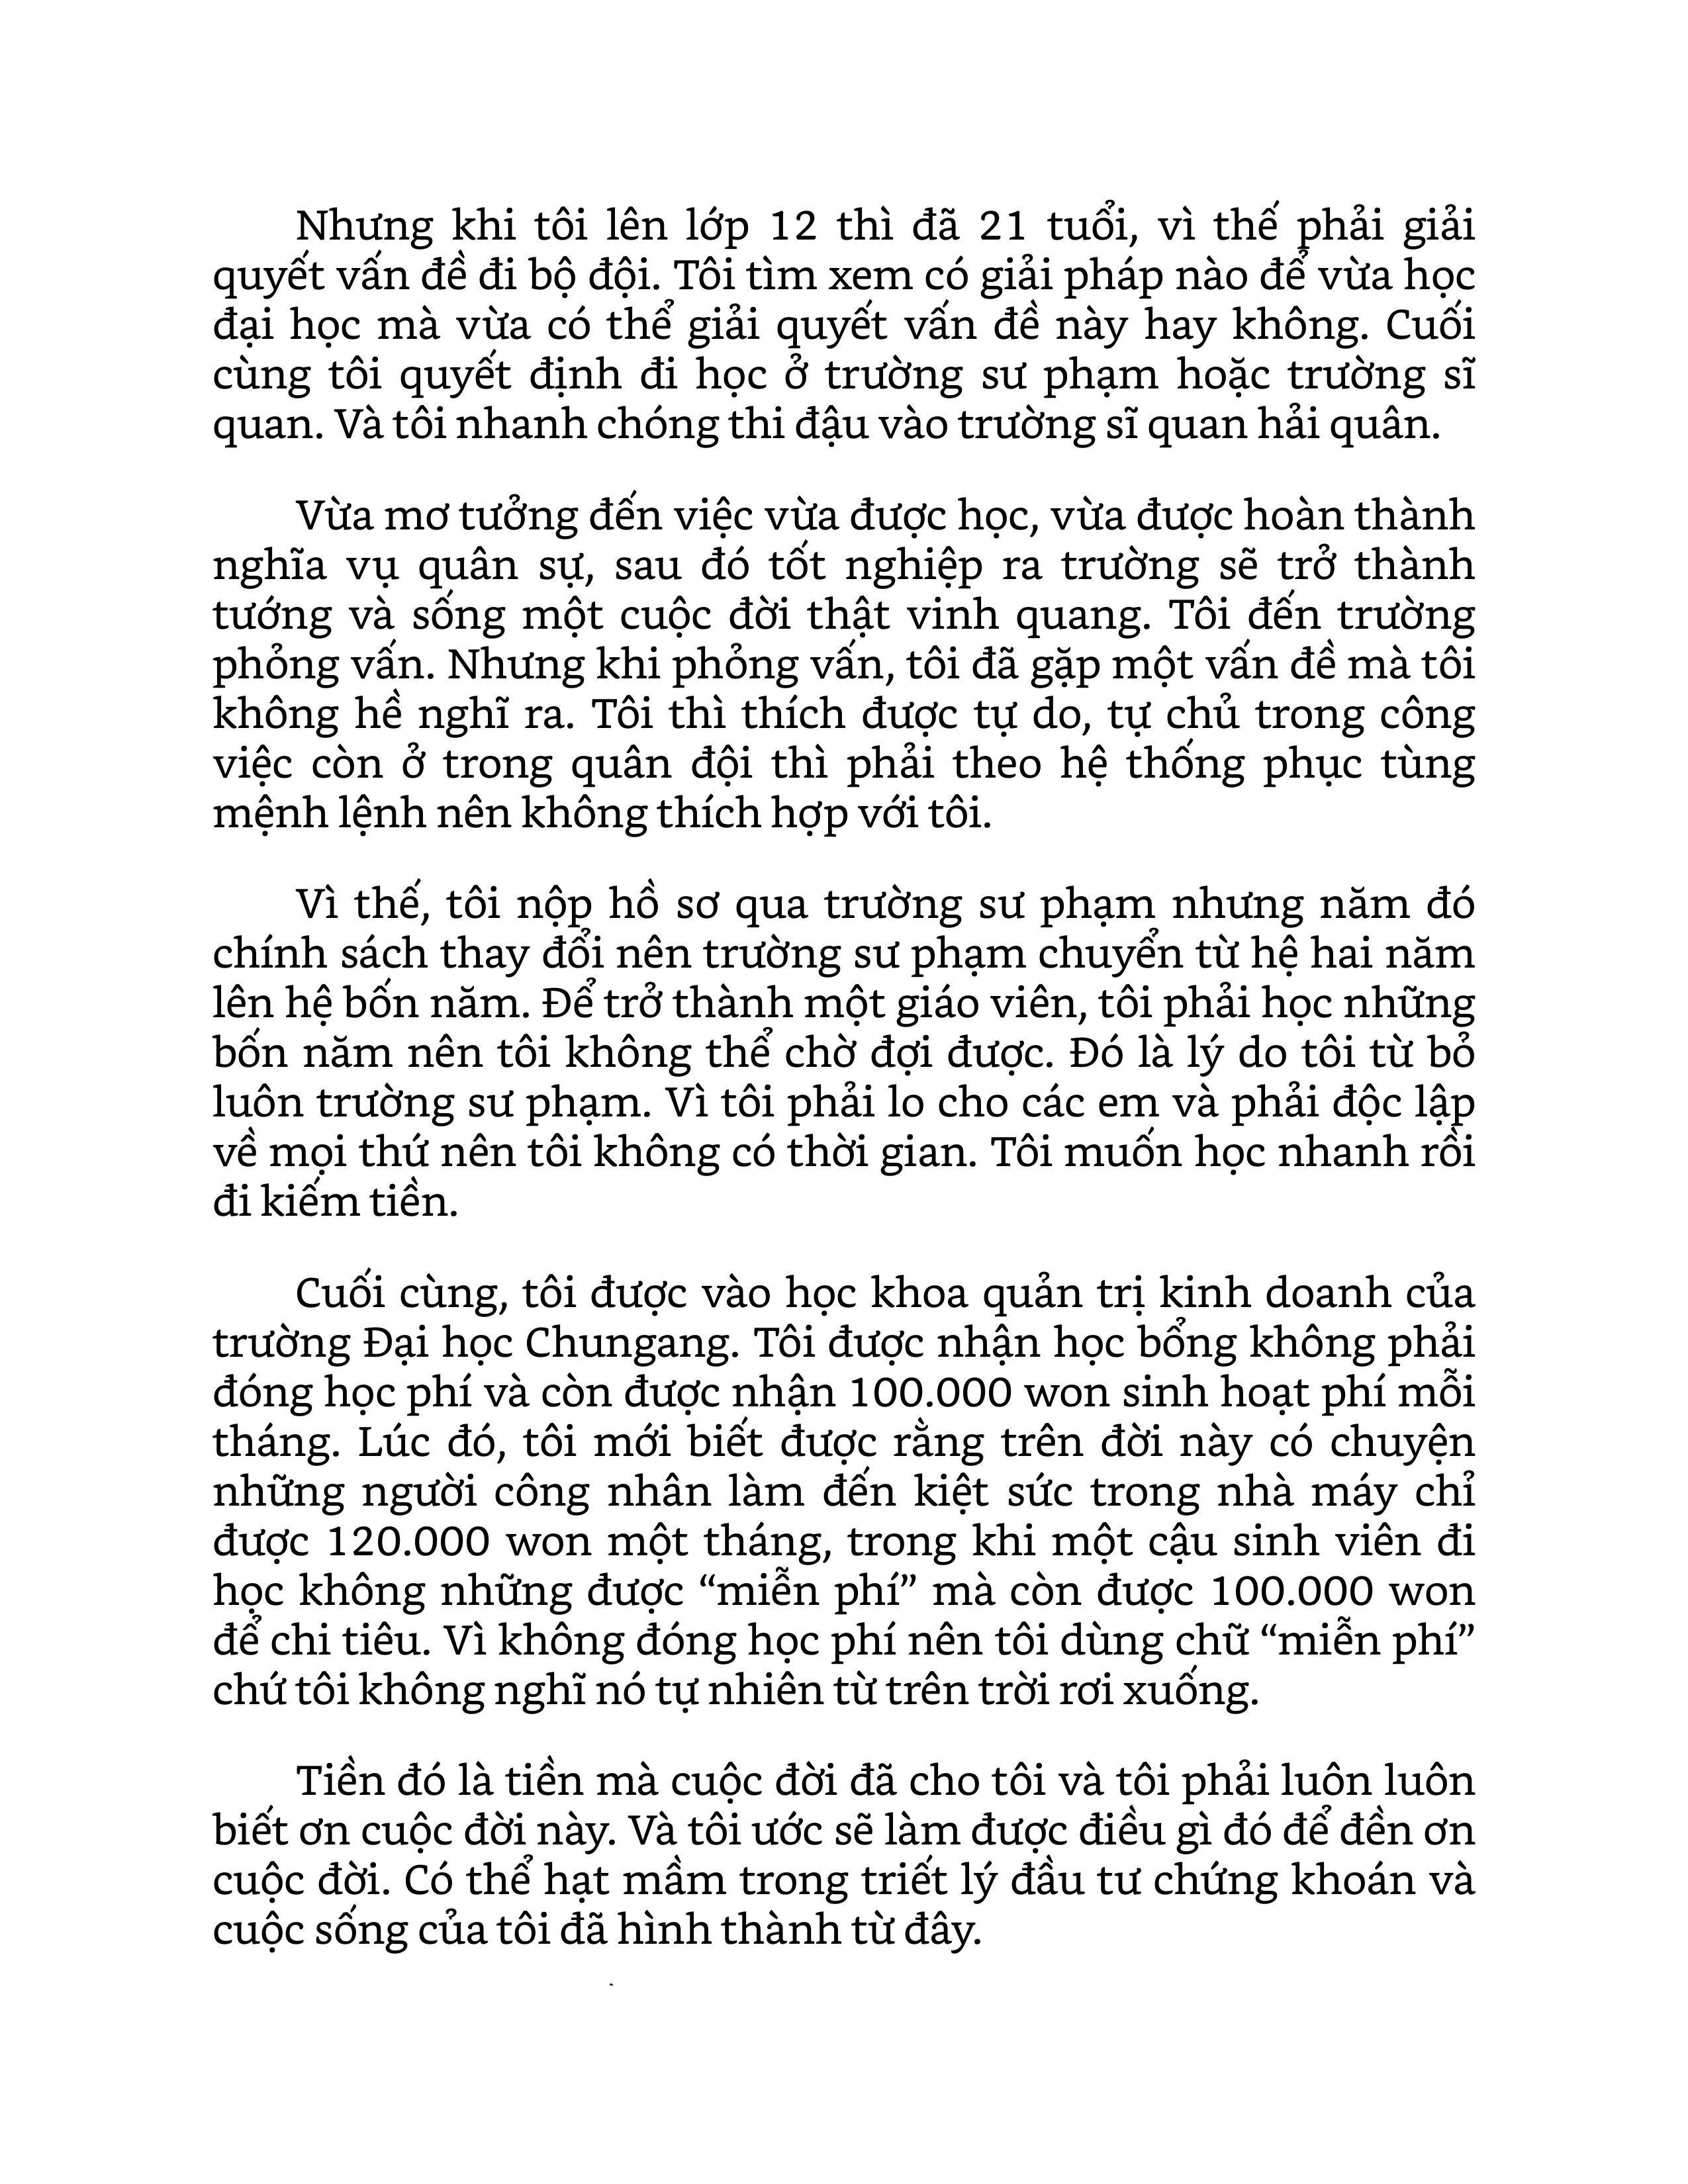 Nhưng khi tôi lên lớp 12 thì đã 21 tuổi, vì thế phải giải
quyết vấn đề đi bộ đội. Tôi tìm xem có giải pháp nào để vừa học
đại học mà vừa có thể giải quyết vấn đề này hay không. Cuối
cùng tôi quyết định đi học ở trường sư phạm hoặc trường sĩ
quan. Và tôi nhanh chóng thi đậu vào trường sĩ quan hải quân.
Vừa mơ tưởng đến việc vừa được học, vừa được hoàn thành
nghĩa vụ quân sự, sau đó tốt nghiệp ra trường sẽ trở thành
tướng và sống một cuộc đời thật vinh quang. Tôi đến trường
phỏng vấn. Nhưng khi phỏng vấn, tôi đã gặp một vấn đề mà tôi
không hề nghĩ ra. Tôi thì thích được tự do, tự chủ trong công
việc còn ở trong quân đội thì phải theo hệ thống phục tùng
mệnh lệnh nên không thích hợp với tôi.
Vì thế, tôi nộp hồ sơ qua trường sư phạm nhưng năm đó
chính sách thay đổi nên trường sư phạm chuyển từ hệ hai năm
lên hệ bốn năm. Để trở thành một giáo viên, tôi phải học những
bốn năm nên tôi không thể chờ đợi được. Đó là lý do tôi từ bỏ
luôn trường sư phạm. Vì tôi phải lo cho các em và phải độc lập
về mọi thứ nên tôi không có thời gian. Tôi muốn học nhanh rồi
đi kiếm tiền.
Cuối cùng, tôi được vào học khoa quản trị kinh doanh của
trường Đại học Chungang. Tôi được nhận học bổng không phải
đóng học phí và còn được nhận 100.000 won sinh hoạt phí mỗi
tháng. Lúc đó, tôi mới biết được rằng trên đời này có chuyện
những người công nhân làm đến kiệt sức trong nhà máy chỉ
được 120.000 won một tháng, trong khi một cậu sinh viên đi
học không những được “miễn phí” mà còn được 100.000 won
để chi tiêu. Vì không đóng học phí nên tôi dùng chữ “miễn phí”
chứ tôi không nghĩ nó tự nhiên từ trên trời rơi xuống.
Tiền đó là tiền mà cuộc đời đã cho tôi và tôi phải luôn luôn
biết ơn cuộc đời này. Và tôi ước sẽ làm được điều gì đó để đền ơn
cuộc đời. Có thể hạt mầm trong triết lý đầu tư chứng khoán và
cuộc sống của tôi đã hình thành từ đây.